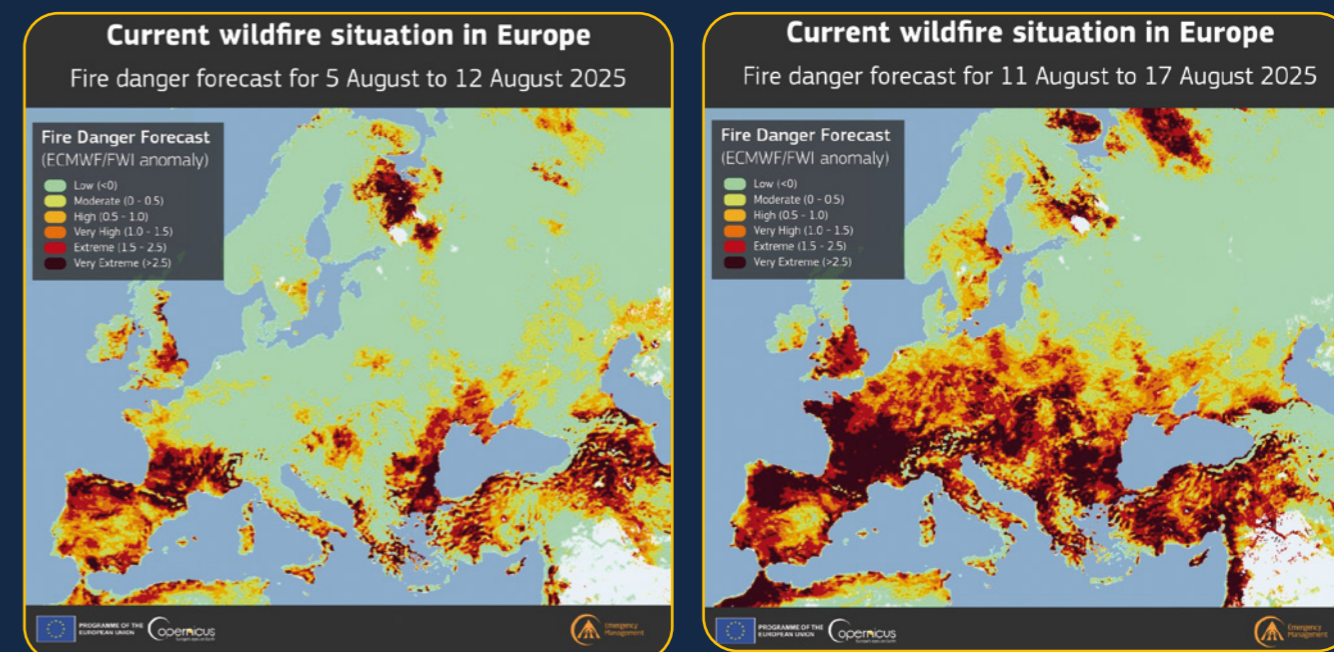 Current wildfire situation in Europe
Fire danger forecast for 5 August to 12 August 2025
Fire Danger Forecast
(ECMWF/FWI anomaly)
Low (<0)
Moderate (0 - 0.5)
High (0.5 - 1.0)
Very High (1.0 - 1.5)
Extreme (1.5 - 2.5)
Very Extreme (>2.5)
PROGRAMME OF THE
EUROPEAN UNION
Copernicus
Emergency
Management
Current wildfire situation in Europe
Fire danger forecast for 11 August to 17 August 2025
Fire Danger Forecast
(ECMWF/FWI anomaly)
Low (<0)
Moderate (0 - 0.5)
High (0.5 - 1.0)
Very High (1.0 - 1.5)
Extreme (1.5 - 2.5)
Very Extreme (>2.5)
PROGRAMME OF THE
EUROPEAN UNION
Copernicus
Emergency
Management